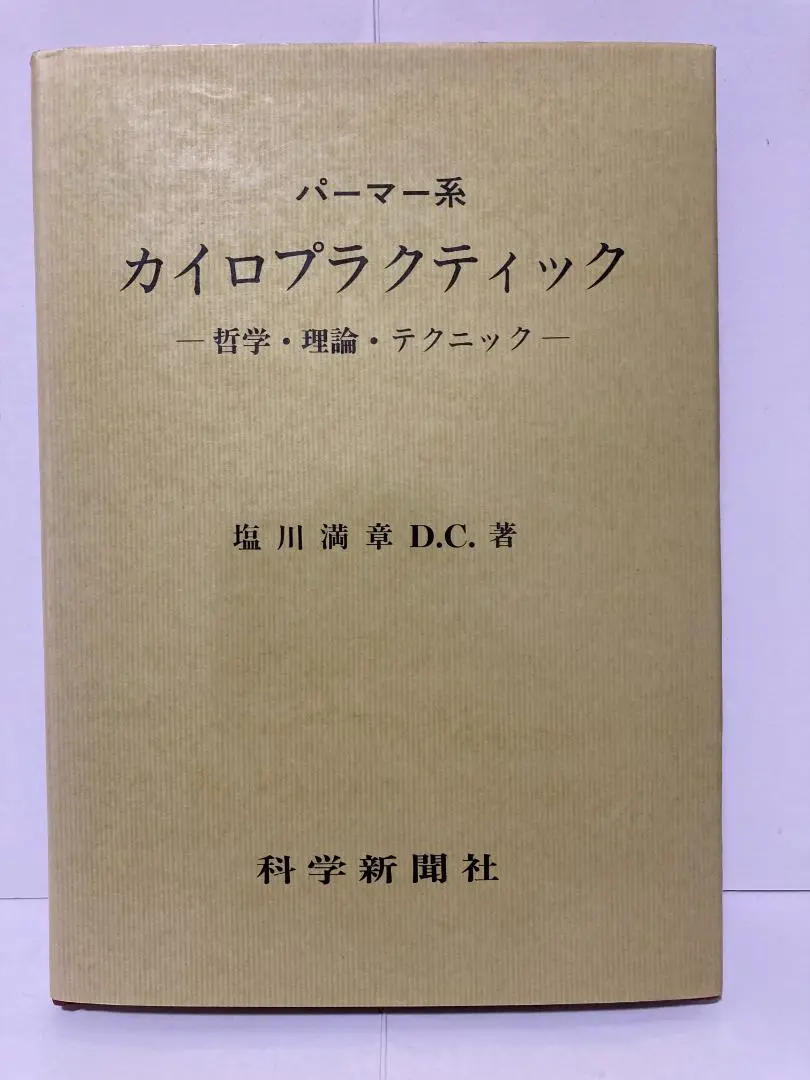 パーマー系
カイロプラクティック
―哲学・理論・テクニック―
塩川満章 D.C. 著
科学新聞社